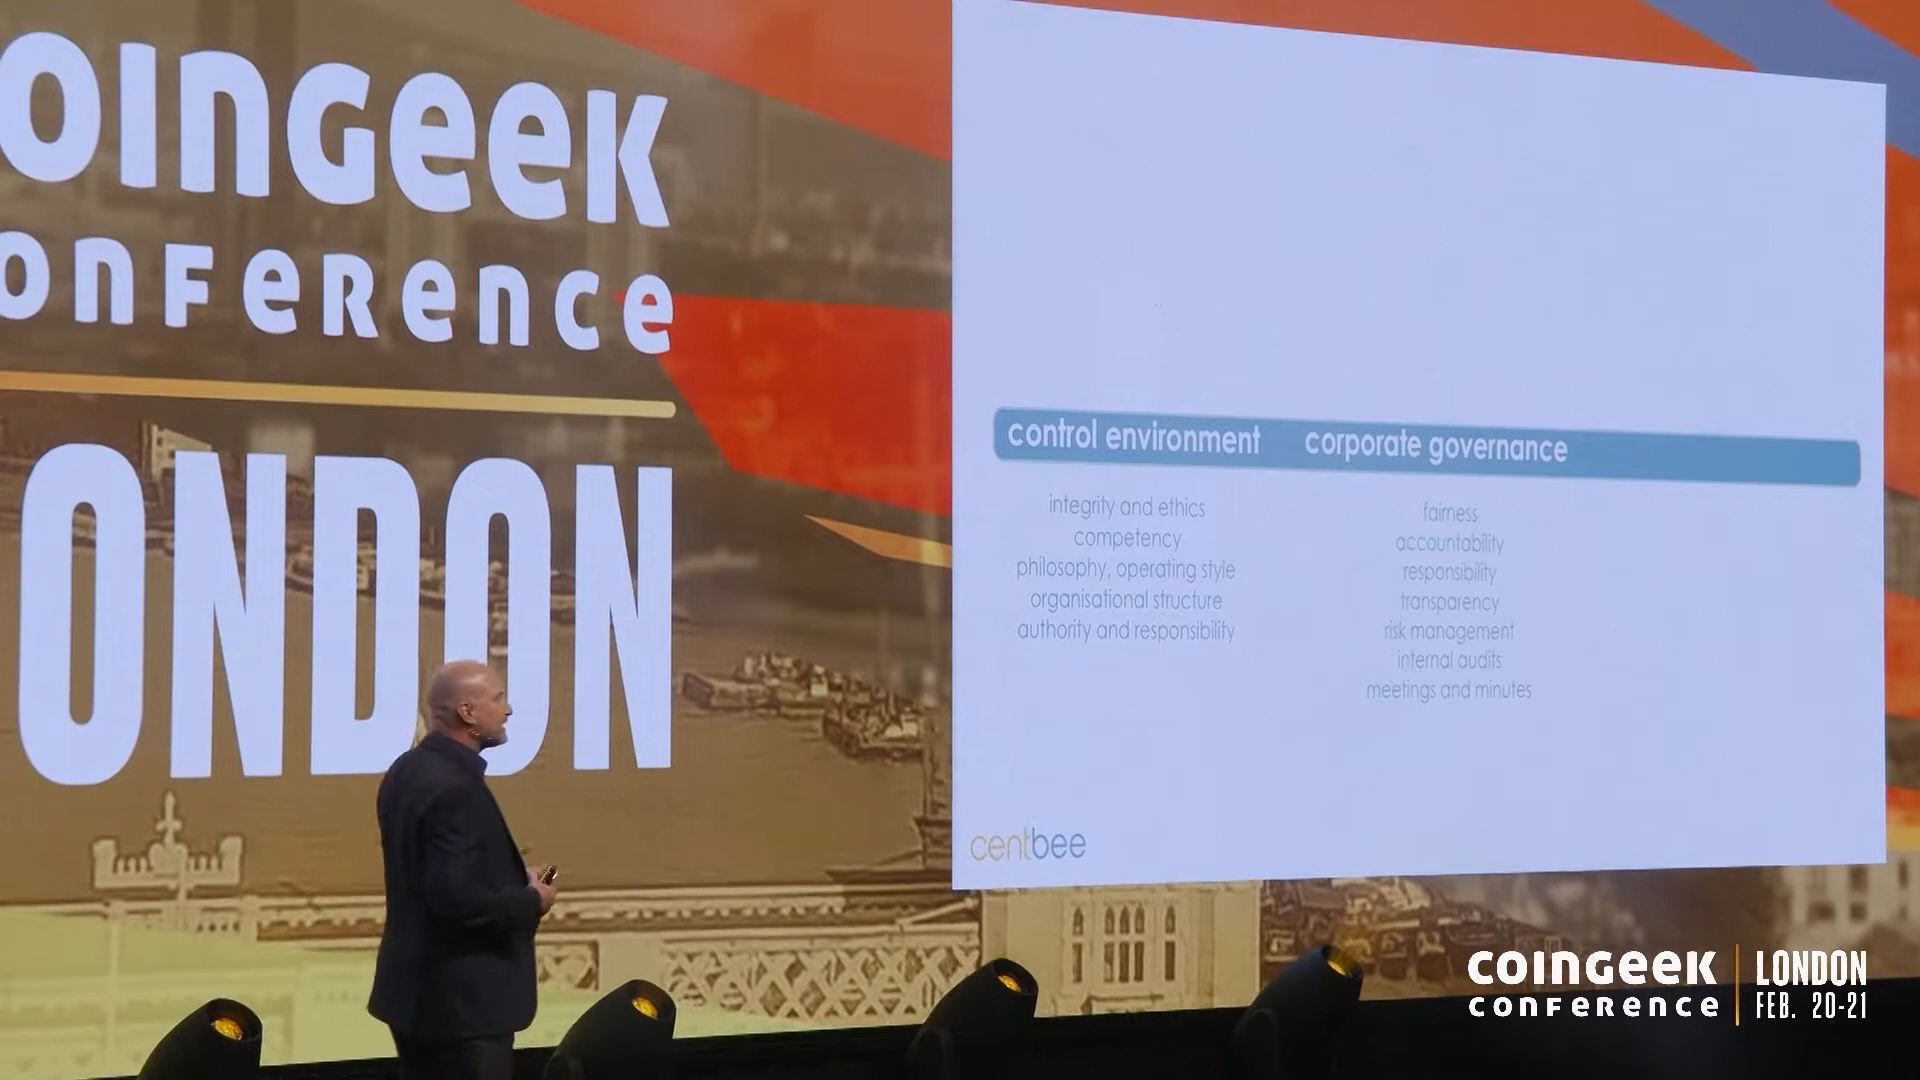 OINGEEK
ONFERENCE
ONDON
control environment
integrity and ethics
competency
philosophy, operating style
organisational structure
authority and responsibility
corporate governance
fairness
accountability
responsibility
transparency
risk management
internal audits
meetings and minutes
centbee
COINGEEK
CONFERENCE
LONDON
FEB. 20-21